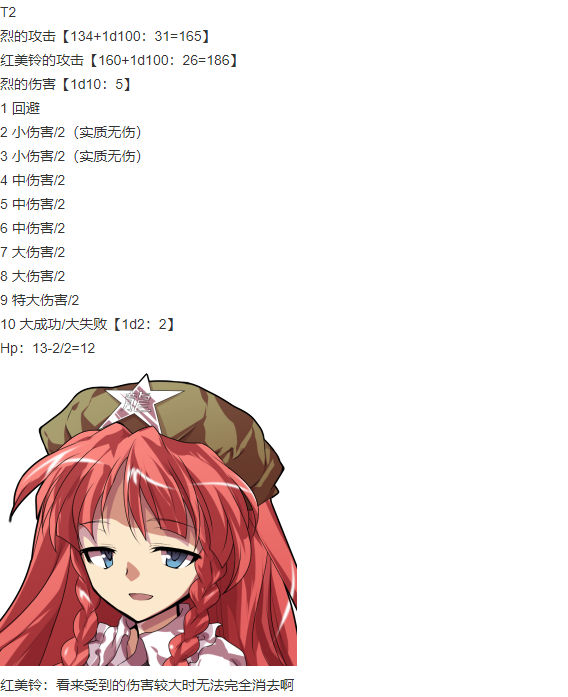 T2
烈的攻击【134+1d100：31=165】
红美铃的攻击【160+1d100：26=186】
烈的伤害【1d10：5】
1 回避
2 小伤害/2（实质无伤）
3 小伤害/2（实质无伤）
4 中伤害/2
5 中伤害/2
6 中伤害/2
7 大伤害/2
8 大伤害/2
9 特大伤害/2
10 大成功/大失败【1d2：2】
Hp：13-2/2=12
红美铃：看来受到的伤害较大时无法完全消去啊